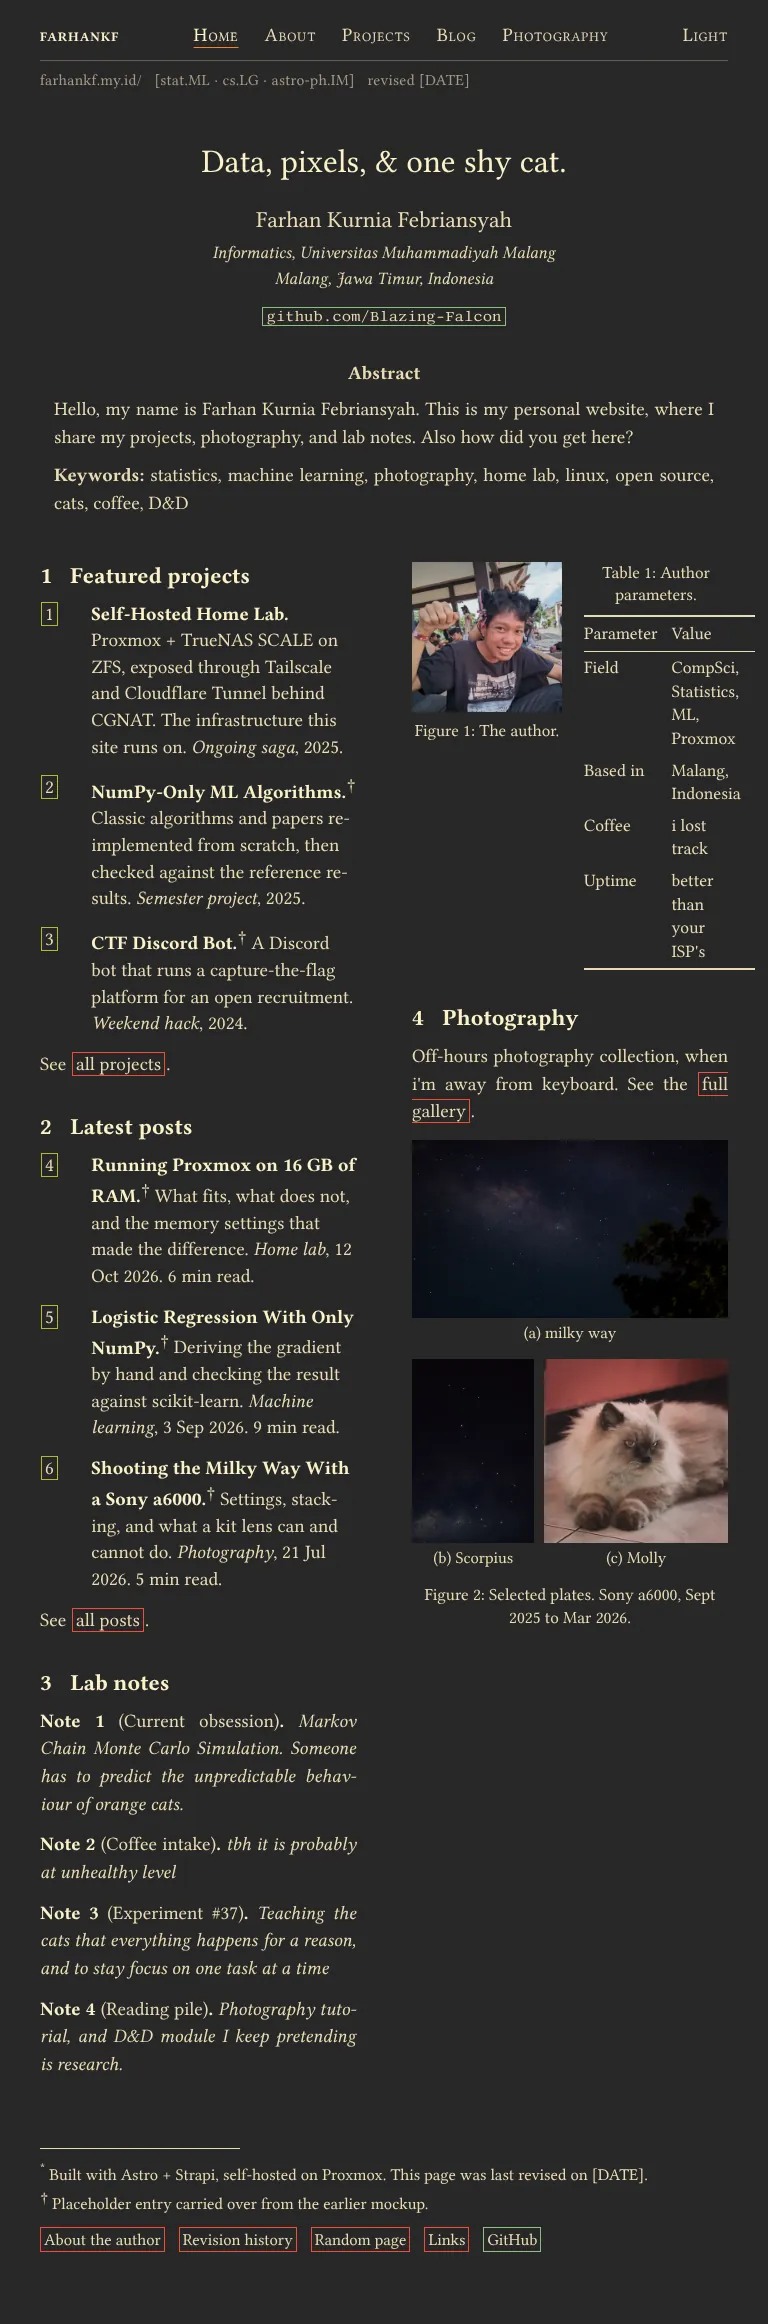 FARHANKF Home About Projects Blog Photography Light
farhankf.my.id/ [stat.ML · cs.LG · astro-ph.IM] revised [DATE]
Data, pixels, & one shy cat.
Farhan Kurnia Febriansyah
Informatics, Universitas Muhammadiyah Malang
Malang, Jawa Timur, Indonesia
github.com/Blazing-Falcon
Abstract
Hello, my name is Farhan Kurnia Febriansyah. This is my personal website, where I
share my projects, photography, and lab notes. Also how did you get here?
Keywords: statistics, machine learning, photography, home lab, linux, open source,
cats, coffee, D&D
1 Featured projects
1 Self-Hosted Home Lab.
Proxmox + TrueNAS SCALE on
ZFS, exposed through Tailscale
and Cloudflare Tunnel behind
CGNAT. The infrastructure this
site runs on. Ongoing saga, 2025.
2 NumPy-Only ML Algorithms.†
Classic algorithms and papers re-
implemented from scratch, then
checked against the reference re-
sults. Semester project, 2025.
3 CTF Discord Bot.† A Discord
bot that runs a capture-the-flag
platform for an open recruitment.
Weekend hack, 2024.
See all projects.
2 Latest posts
4 Running Proxmox on 16 GB of
RAM.† What fits, what does not,
and the memory settings that
made the difference. Home lab, 12
Oct 2026. 6 min read.
5 Logistic Regression With Only
NumPy.† Deriving the gradient
by hand and checking the result
against scikit-learn. Machine
learning, 3 Sep 2026. 9 min read.
6 Shooting the Milky Way With
a Sony a6000.† Settings, stack-
ing, and what a kit lens can and
cannot do. Photography, 21 Jul
2026. 5 min read.
See all posts.
3 Lab notes
Note 1 (Current obsession). Markov
Chain Monte Carlo Simulation. Someone
has to predict the unpredictable behav-
iour of orange cats.
Note 2 (Coffee intake). tbh it is probably
at unhealthy level
Note 3 (Experiment #37). Teaching the
cats that everything happens for a reason,
and to stay focus on one task at a time
Note 4 (Reading pile). Photography tuto-
rial, and D&D module I keep pretending
is research.
Figure 1: The author.
Table 1: Author
parameters.
Parameter Value
Field CompSci,
Statistics,
ML,
Proxmox
Based in Malang,
Indonesia
Coffee i lost
track
Uptime better
than
your
ISP's
4 Photography
Off-hours photography collection, when
i'm away from keyboard. See the full
gallery.
(a) milky way
(b) Scorpius (c) Molly
Figure 2: Selected plates. Sony a6000, Sept
2025 to Mar 2026.
* Built with Astro + Strapi, self-hosted on Proxmox. This page was last revised on [DATE].
† Placeholder entry carried over from the earlier mockup.
About the author Revision history Random page Links GitHub